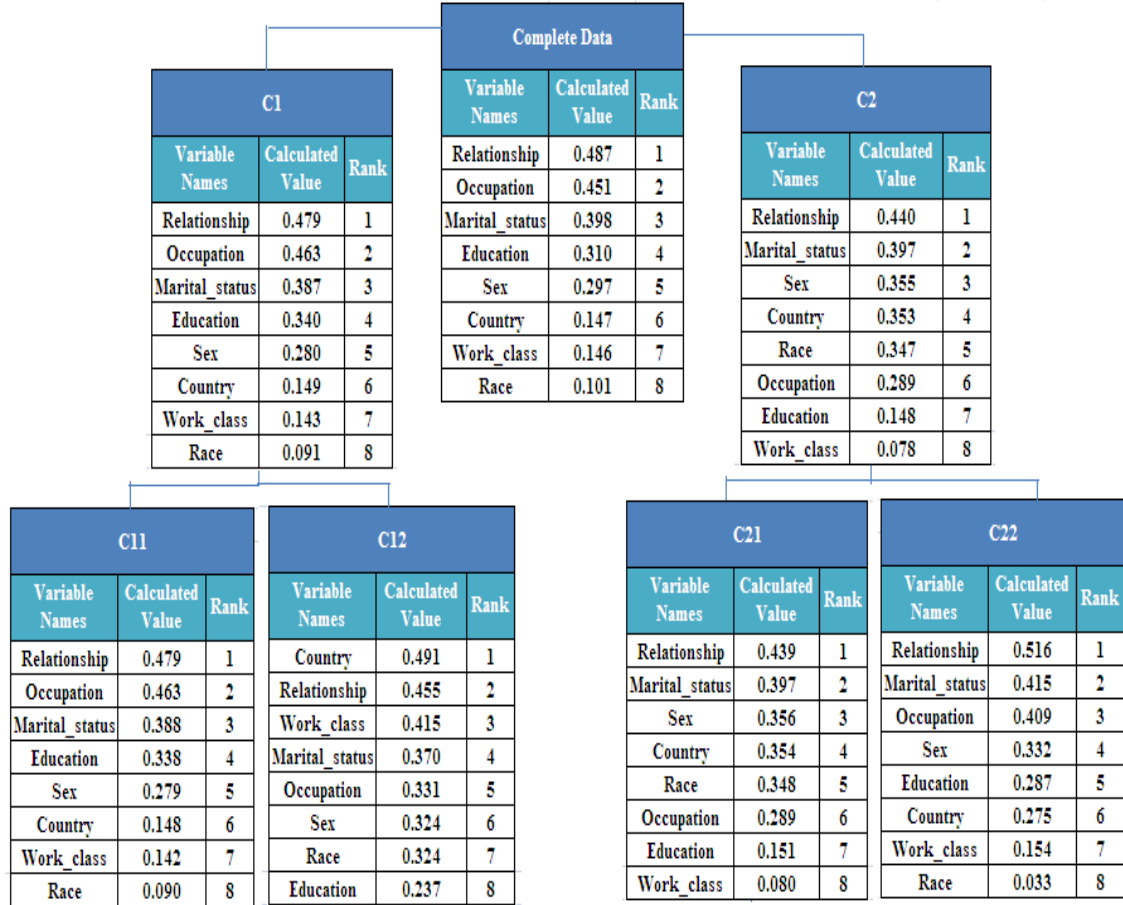 Complete Data
Variable Names Calculated Value Rank
Relationship 0.487 1
Occupation 0.451 2
Marital_status 0.398 3
Education 0.310 4
Sex 0.297 5
Country 0.147 6
Work_class 0.146 7
Race 0.101 8
C1
Variable Names Calculated Value Rank
Relationship 0.479 1
Occupation 0.463 2
Marital_status 0.387 3
Education 0.340 4
Sex 0.280 5
Country 0.149 6
Work_class 0.143 7
Race 0.091 8
C2
Variable Names Calculated Value Rank
Relationship 0.440 1
Marital_status 0.397 2
Sex 0.355 3
Country 0.353 4
Race 0.347 5
Occupation 0.289 6
Education 0.148 7
Work_class 0.078 8
C11
Variable Names Calculated Value Rank
Relationship 0.479 1
Occupation 0.463 2
Marital_status 0.388 3
Education 0.338 4
Sex 0.279 5
Country 0.148 6
Work_class 0.142 7
Race 0.090 8
C12
Variable Names Calculated Value Rank
Country 0.491 1
Relationship 0.455 2
Work_class 0.415 3
Marital_status 0.370 4
Occupation 0.331 5
Sex 0.324 6
Race 0.324 7
Education 0.237 8
C21
Variable Names Calculated Value Rank
Relationship 0.439 1
Marital_status 0.397 2
Sex 0.356 3
Country 0.354 4
Race 0.348 5
Occupation 0.289 6
Education 0.151 7
Work_class 0.080 8
C22
Variable Names Calculated Value Rank
Relationship 0.516 1
Marital_status 0.415 2
Occupation 0.409 3
Sex 0.332 4
Education 0.287 5
Country 0.275 6
Work_class 0.154 7
Race 0.033 8